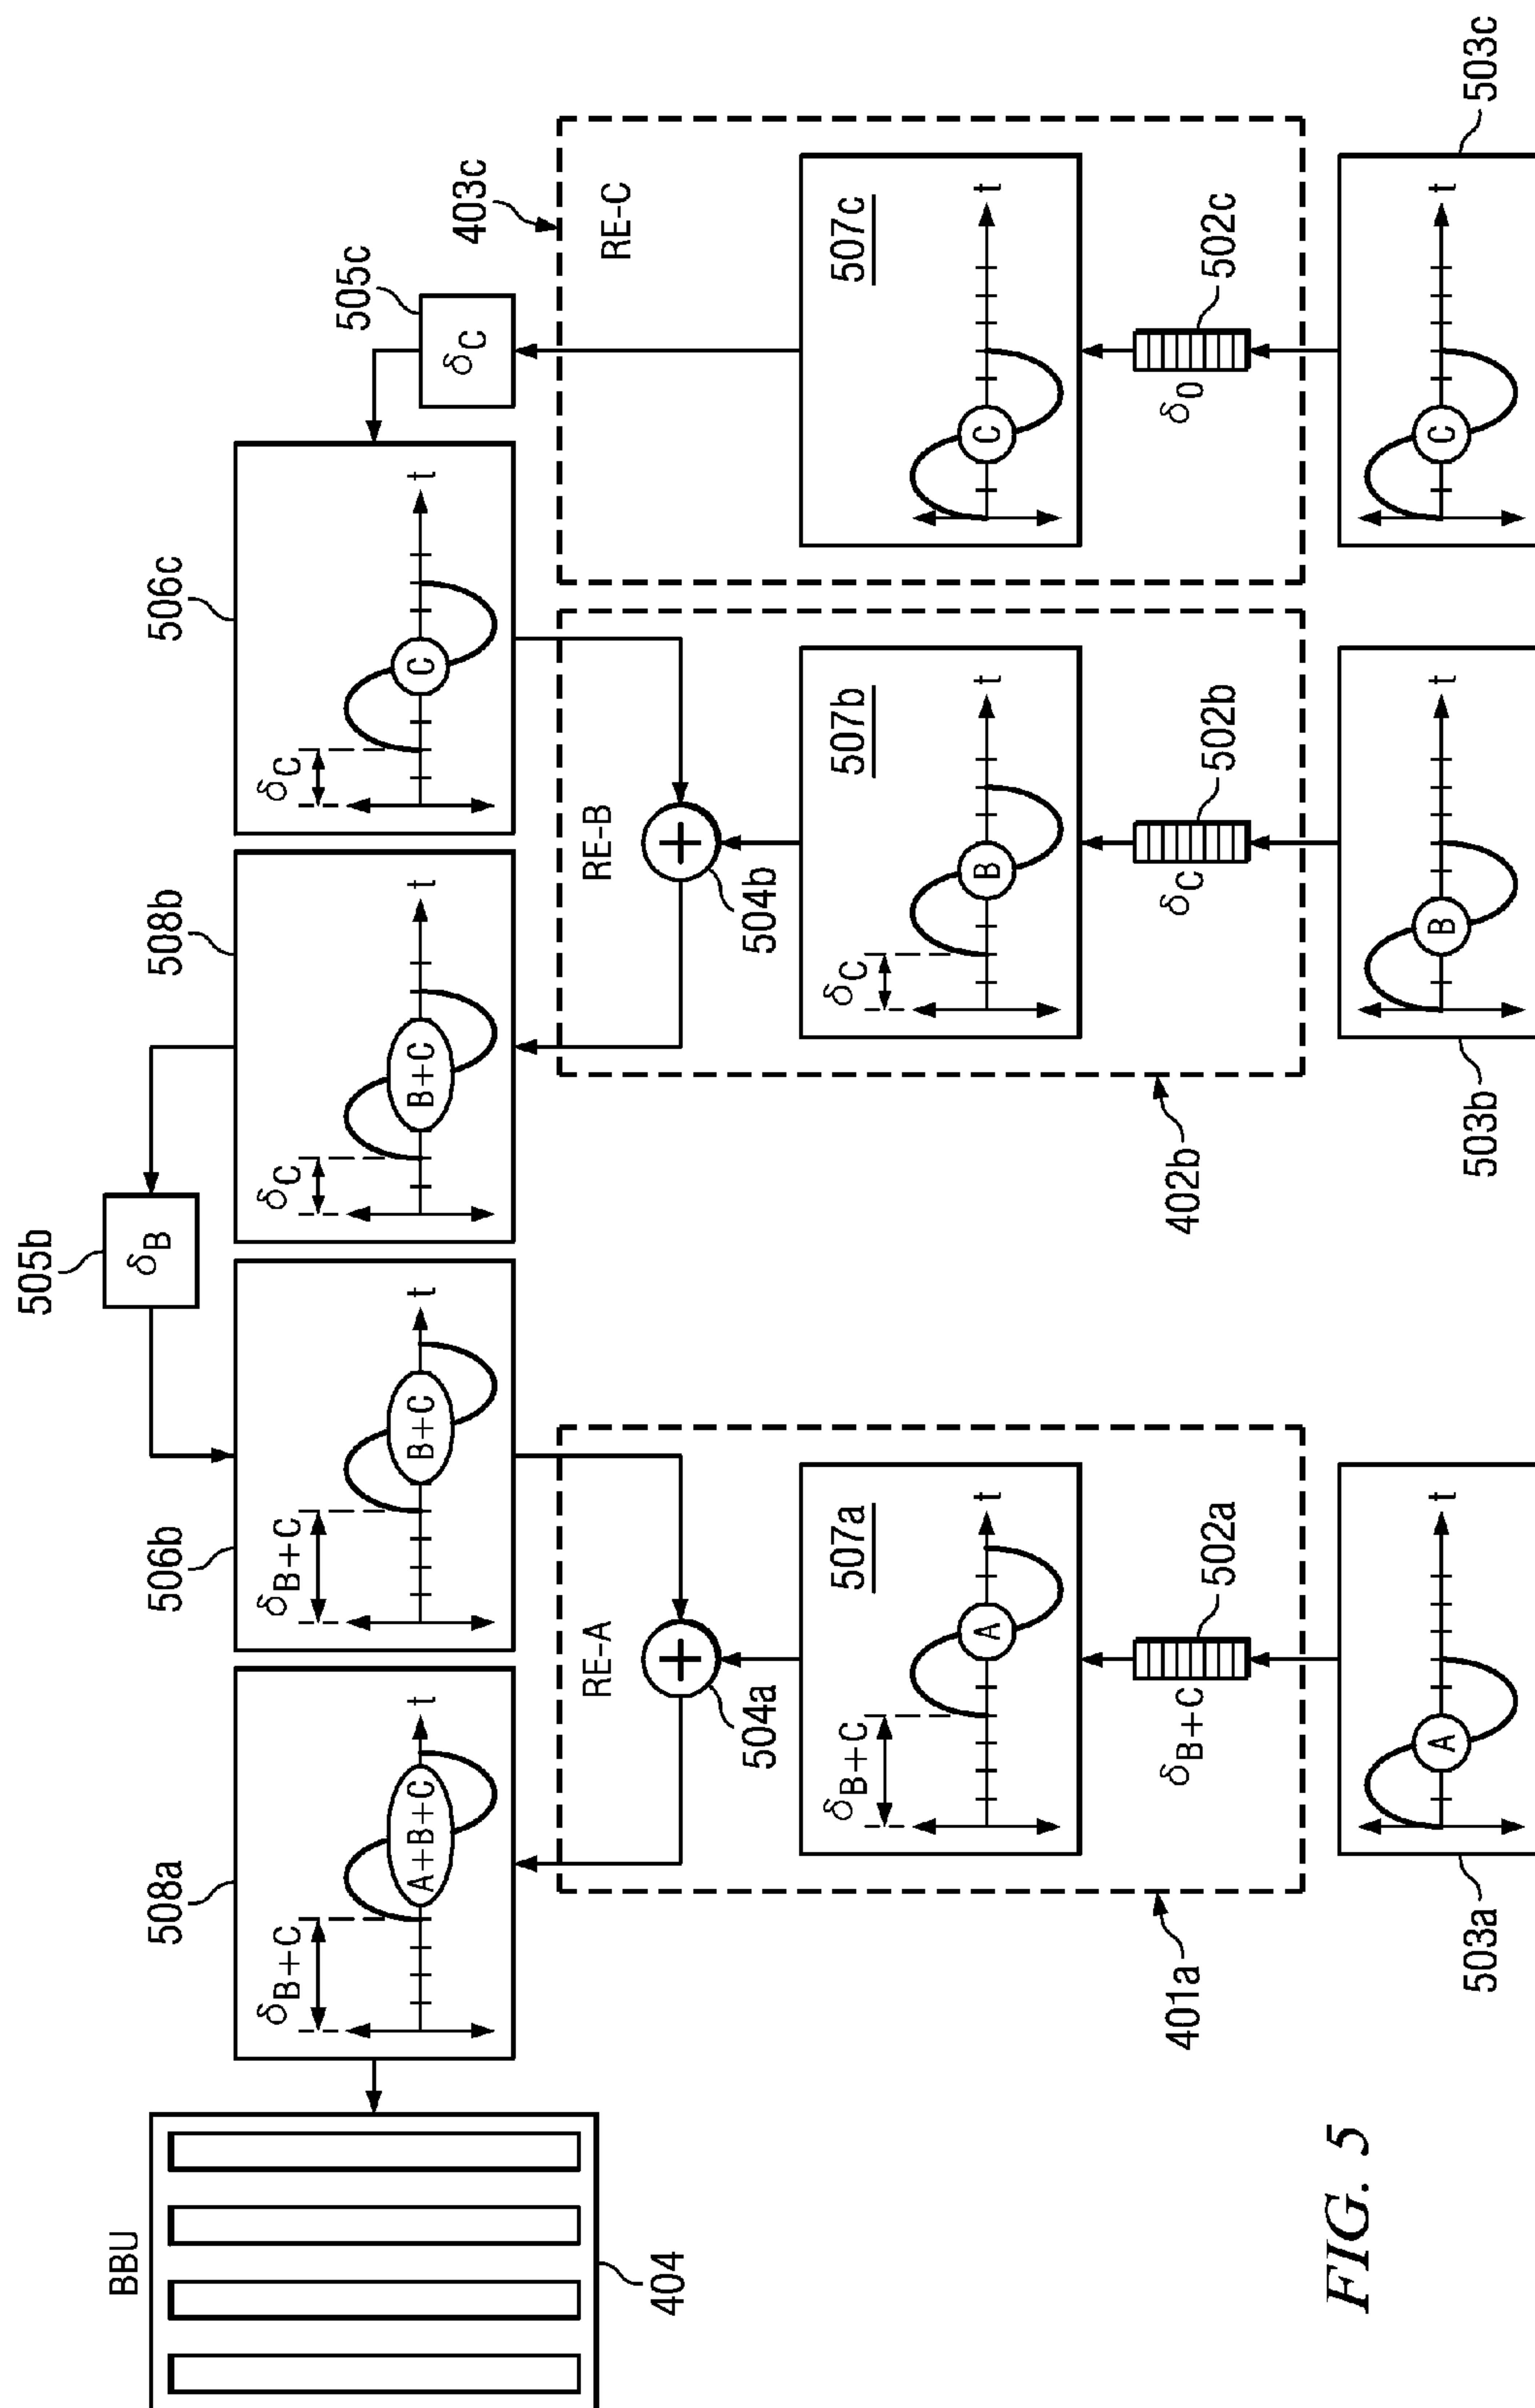 505b
δB
BBU
508a
506b
508b
506c
505c
403c
δB+C
δB+C
δC
δC
A+B+C
t
B+C
t
B+C
t
C
t
δC
404
RE-A
RE-B
RE-C
504a
504b
δB+C
507a
δC
507b
507c
A
t
B
t
C
t
401a
δB+C
502a
402b
δC
502b
δ0
502c
FIG. 5
A
t
B
t
C
t
503a
503b
503c